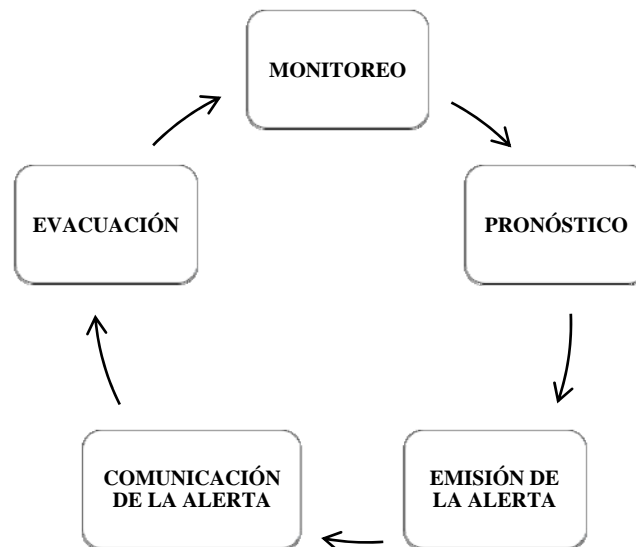 MONITOREO
PRONÓSTICO
EMISIÓN DE
LA ALERTA
COMUNICACIÓN
DE LA ALERTA
EVACUACIÓN